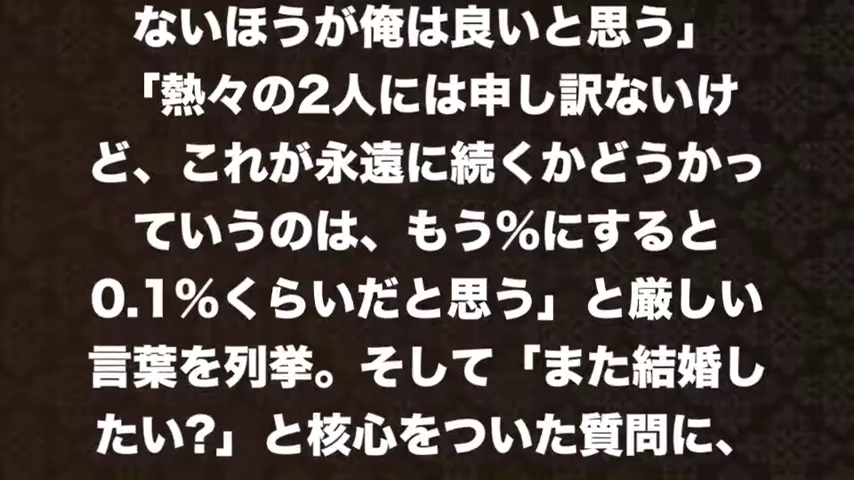 ないほうが俺は良いと思う」
「熱々の2人には申し訳ないけ
ど、これが永遠に続くかどうかっ
ていうのは、もう%にすると
0.1%くらいだと思う」と厳しい
言葉を列挙。そして「また結婚し
たい?」と核心をついた質問に、